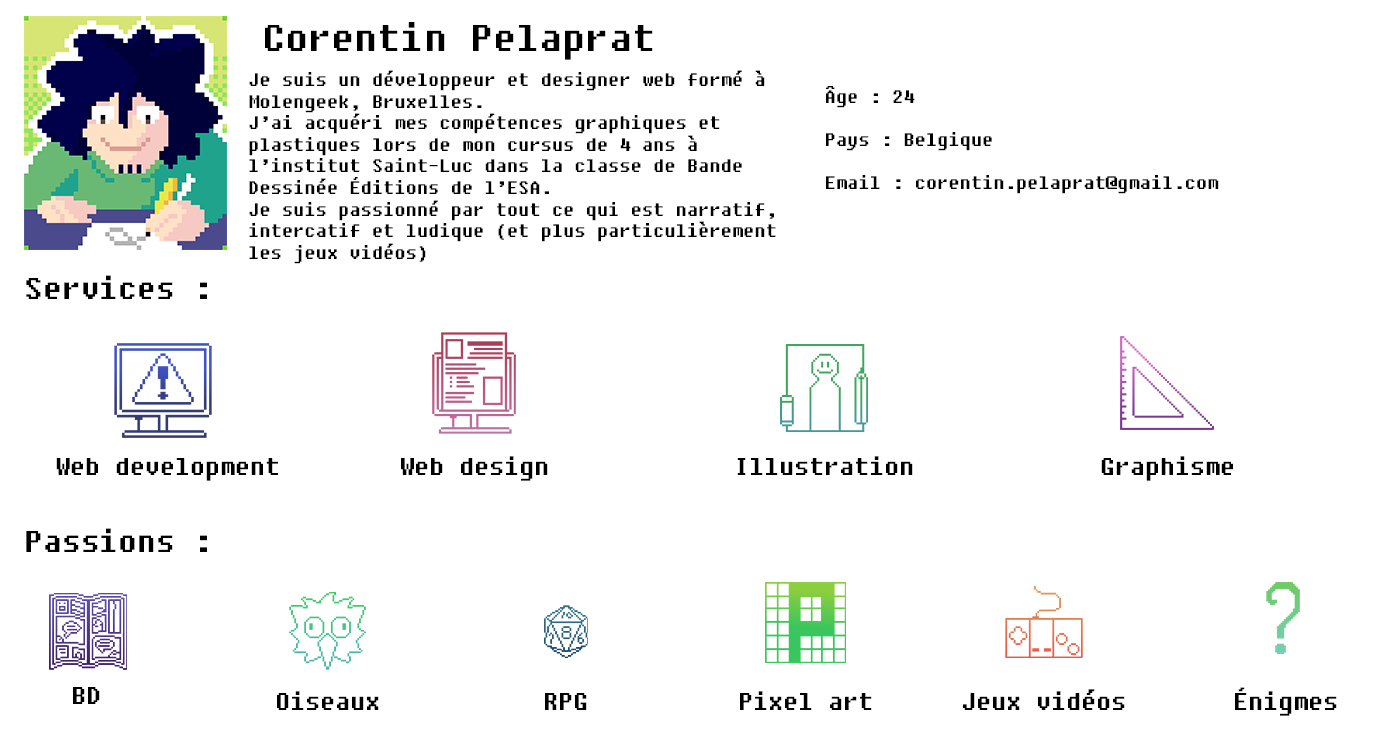 Corentin Pelaprat
Je suis un développeur et designer web formé à
Molengeek, Bruxelles.
J'ai acquéri mes compétences graphiques et
plastiques lors de mon cursus de 4 ans à
l'institut Saint-Luc dans la classe de Bande
Dessinée Éditions de l'ESA.
Je suis passionné par tout ce qui est narratif,
intercatif et ludique (et plus particulièrement
les jeux vidéos)
Âge : 24
Pays : Belgique
Email : corentin.pelaprat@gmail.com
Services :
Web development
Web design
Illustration
Graphisme
Passions :
BD
Oiseaux
RPG
Pixel art
Jeux vidéos
Énigmes